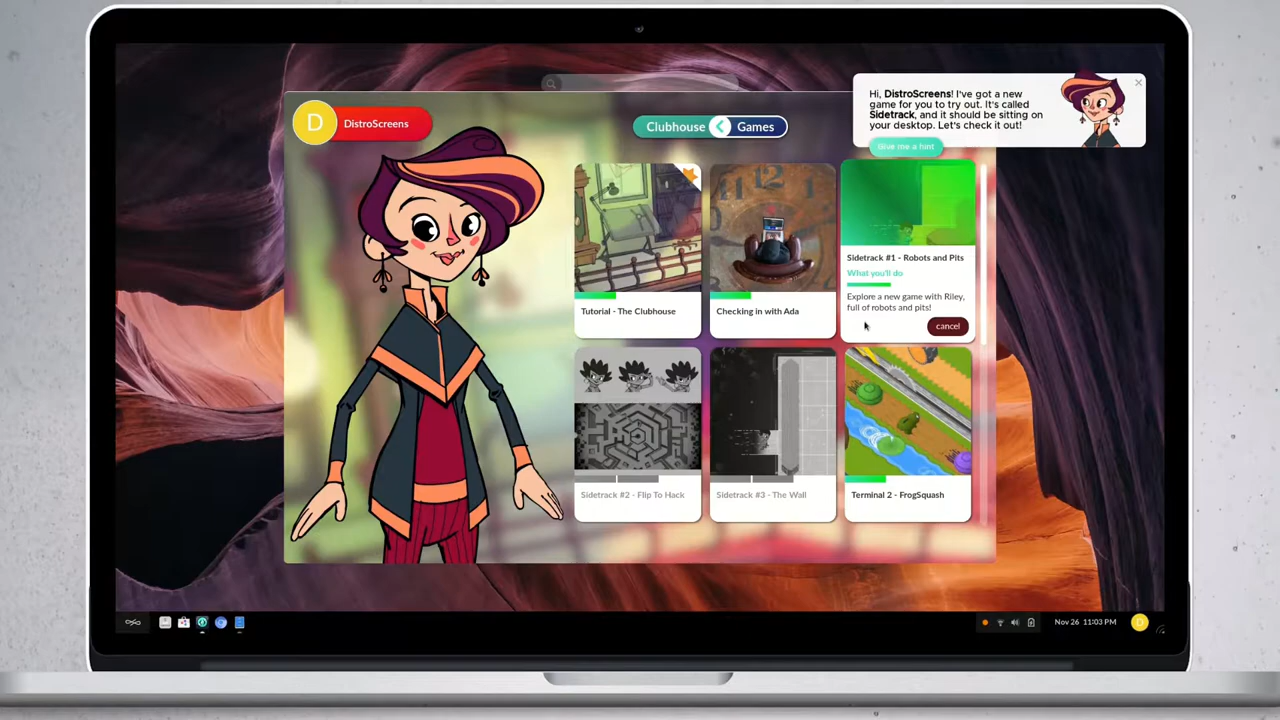 Hi, DistroScreens! I've got a new
game for you to try out. It's called
Sidetrack, and it should be sitting on
your desktop. Let's check it out!
Give me a hint
D
DistroScreens
Clubhouse
Games
Tutorial - The Clubhouse
Checking in with Ada
Sidetrack #1 - Robots and Pits
What you'll do
Explore a new game with Riley,
full of robots and pits!
cancel
Sidetrack #2 - Flip To Hack
Sidetrack #3 - The Wall
Terminal 2 - FrogSquash
Nov 26 11:03 PM
D